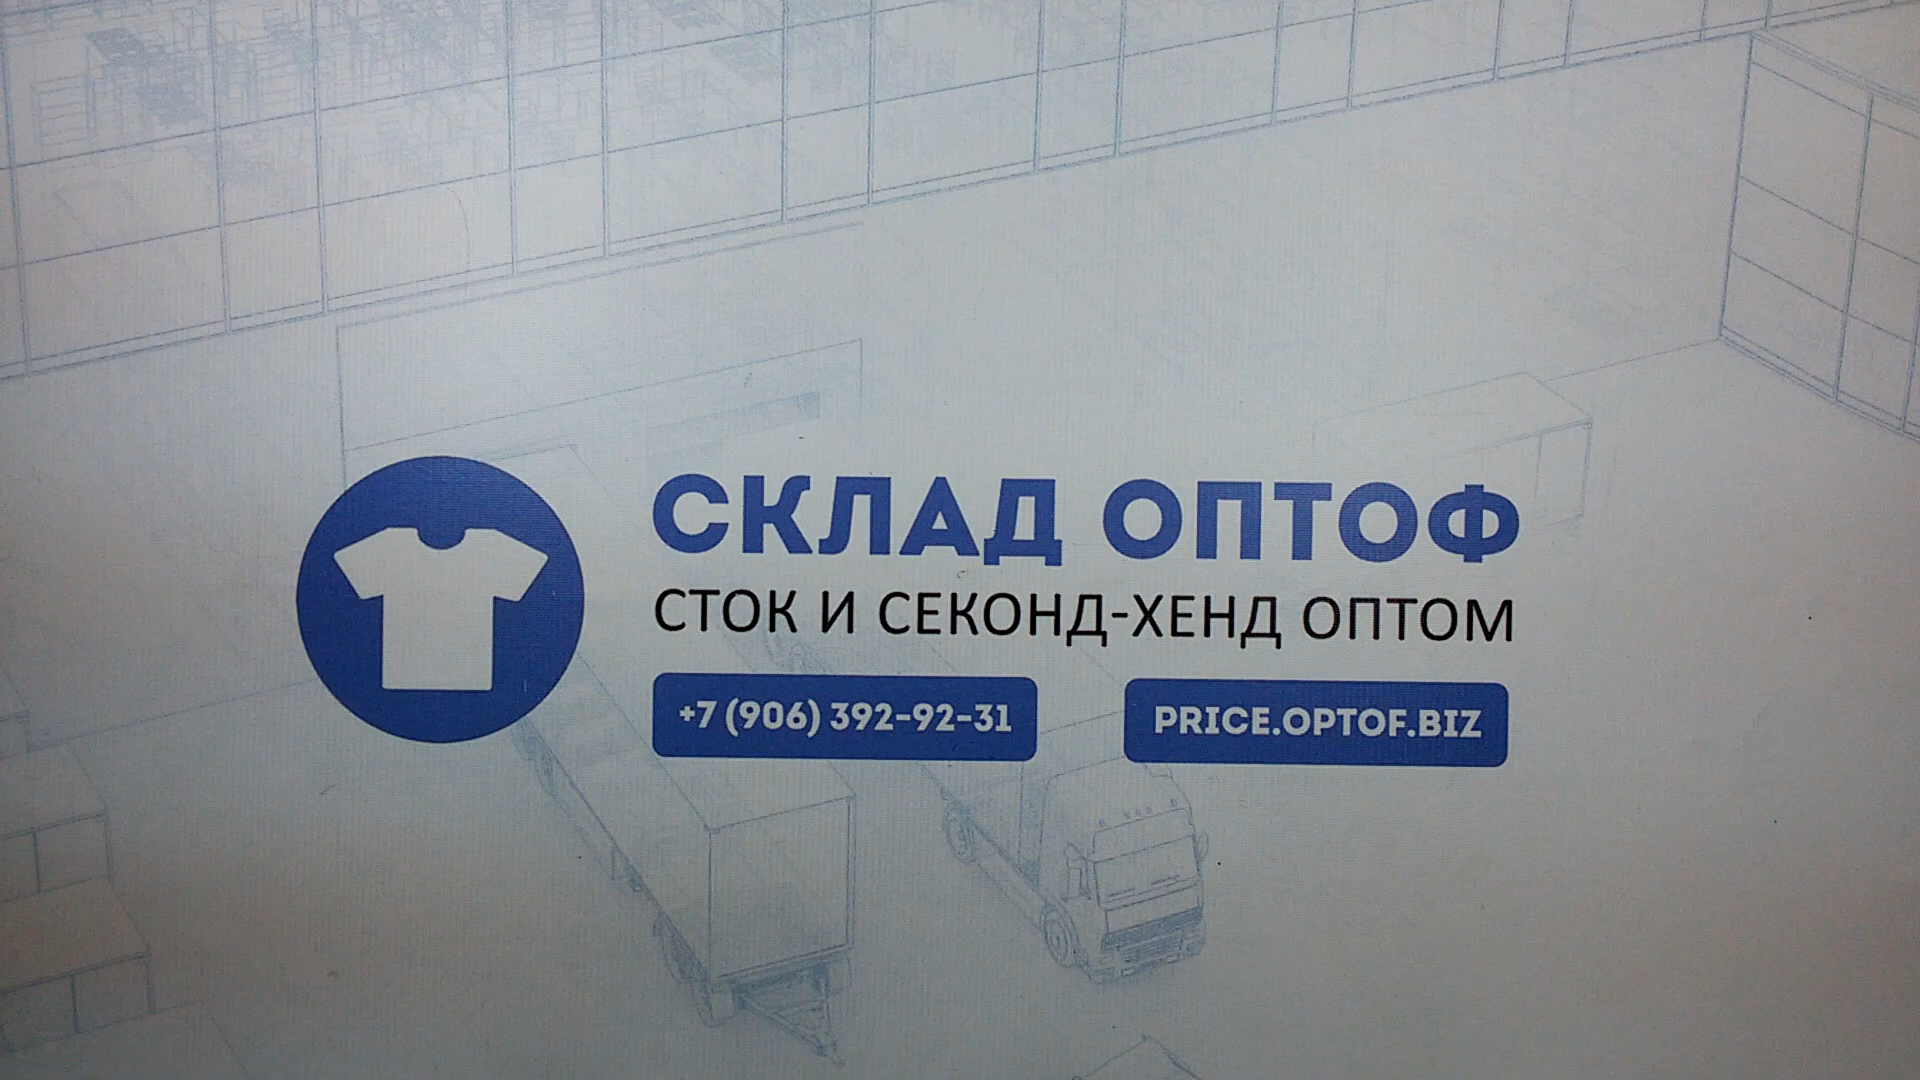 СКЛАД ОПТОФ
СТОК И СЕКОНД-ХЕНД ОПТОМ
+7 (906) 392-92-31
PRICE.OPTOF.BIZ